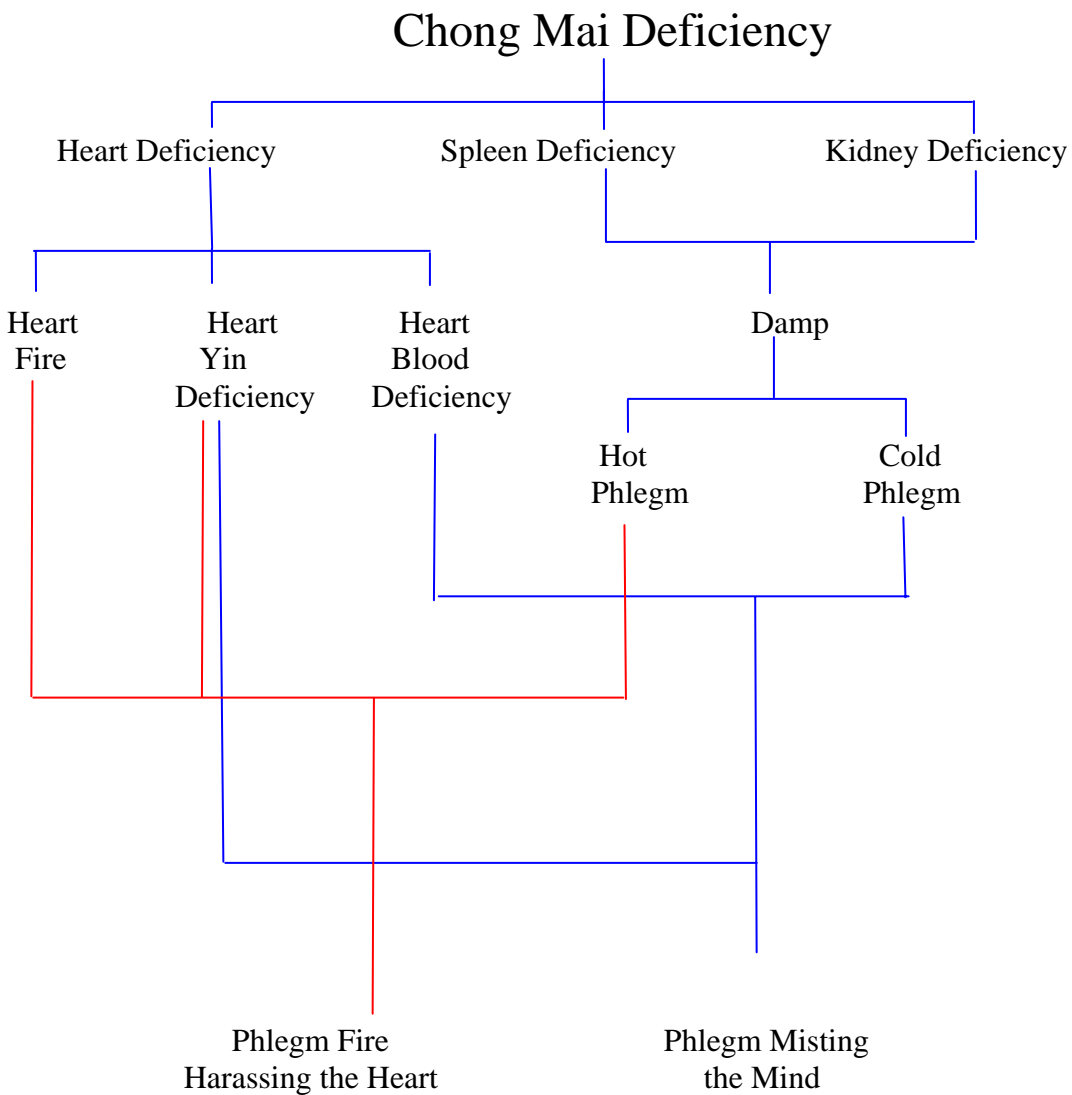 Chong Mai Deficiency
Heart Deficiency
Spleen Deficiency
Kidney Deficiency
Heart
Fire
Heart
Yin
Deficiency
Heart
Blood
Deficiency
Damp
Hot
Phlegm
Cold
Phlegm
Phlegm Fire
Harassing the Heart
Phlegm Misting
the Mind